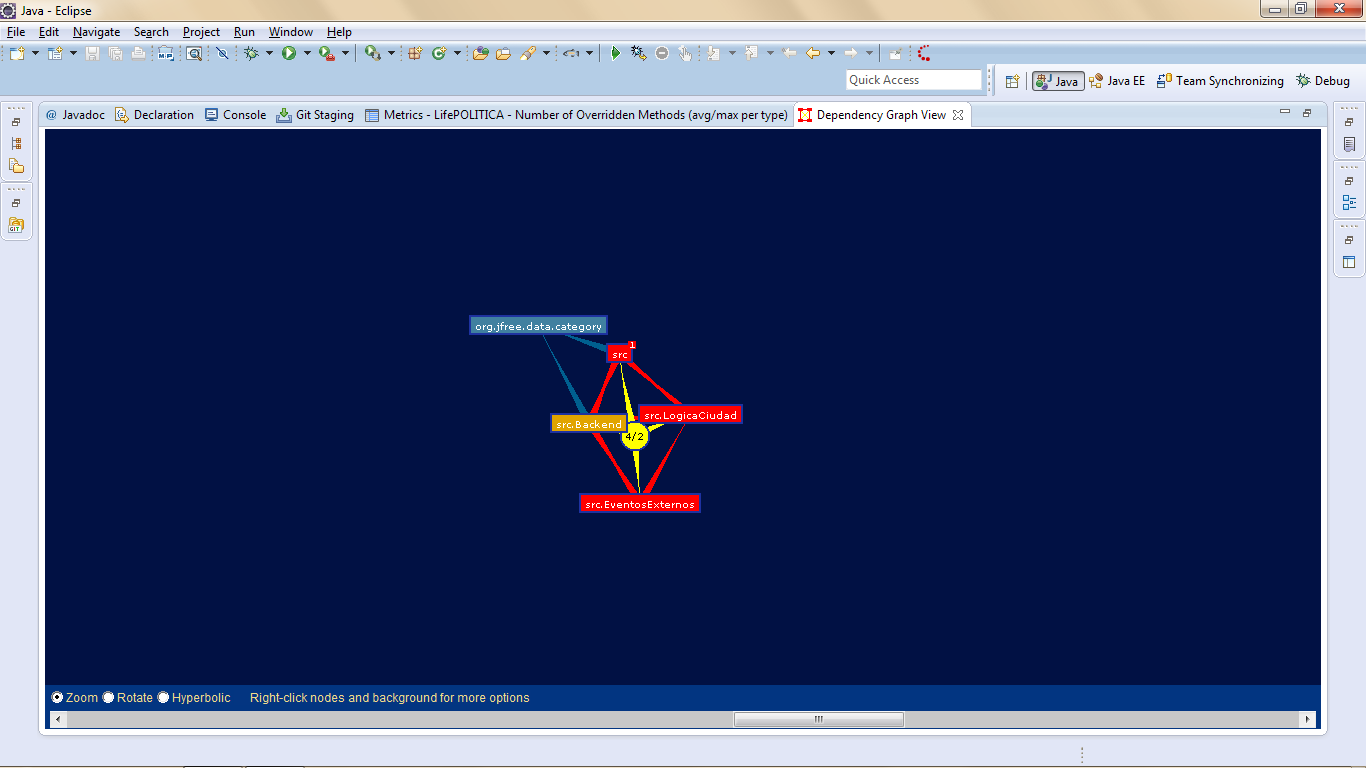 Java - Eclipse
File Edit Navigate Search Project Run Window Help
Quick Access
Java Java EE Team Synchronizing Debug
@ Javadoc Declaration Console Git Staging Metrics - LifePOLITICA - Number of Overridden Methods (avg/max per type) Dependency Graph View
GIT
org.jfree.data.category
1
src
src.LogicaCiudad
src.Backend
4/2
src.EventosExternos
Zoom Rotate Hyperbolic Right-click nodes and background for more options